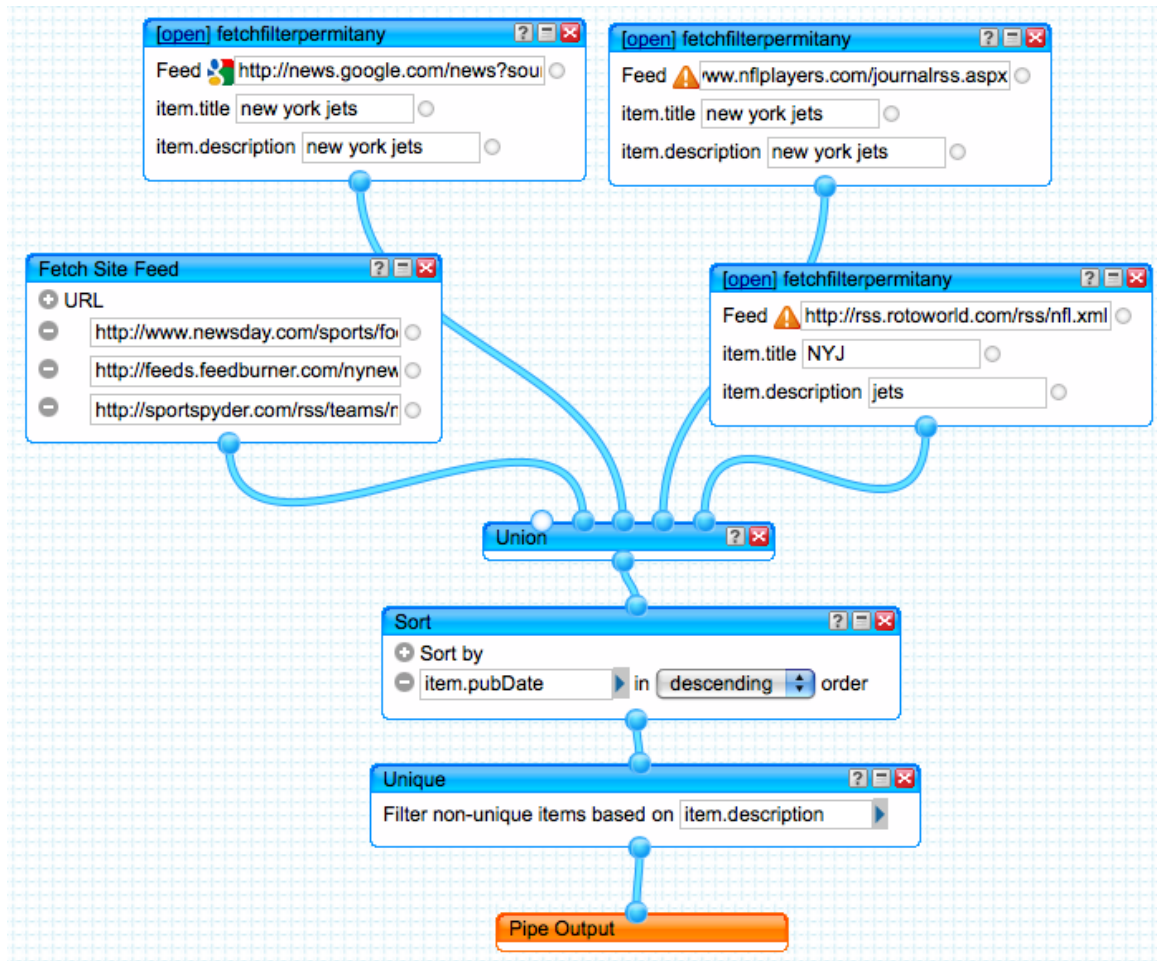 [open] fetchfilterpermitany
Feed http://news.google.com/news?sou
item.title new york jets
item.description new york jets
[open] fetchfilterpermitany
Feed www.nflplayers.com/journalrss.aspx
item.title new york jets
item.description new york jets
Fetch Site Feed
URL
http://www.newsday.com/sports/fo
http://feeds.feedburner.com/nynew
http://sportspyder.com/rss/teams/n
[open] fetchfilterpermitany
Feed http://rss.rotoworld.com/rss/nfl.xml
item.title NYJ
item.description jets
Union
Sort
Sort by
item.pubDate in descending order
Unique
Filter non-unique items based on item.description
Pipe Output